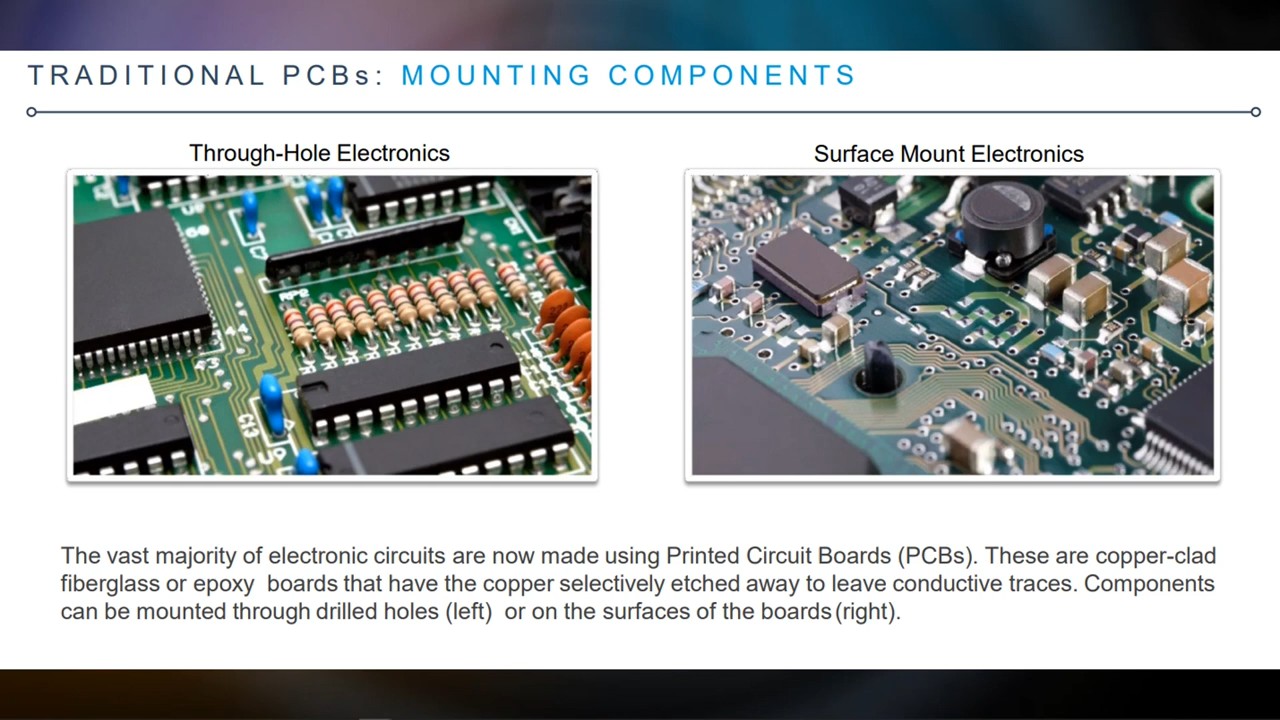 TRADITIONAL PCBs: MOUNTING COMPONENTS
Through-Hole Electronics
Surface Mount Electronics
RP2
44
43
The vast majority of electronic circuits are now made using Printed Circuit Boards (PCBs). These are copper-clad
fiberglass or epoxy boards that have the copper selectively etched away to leave conductive traces. Components
can be mounted through drilled holes (left) or on the surfaces of the boards (right).